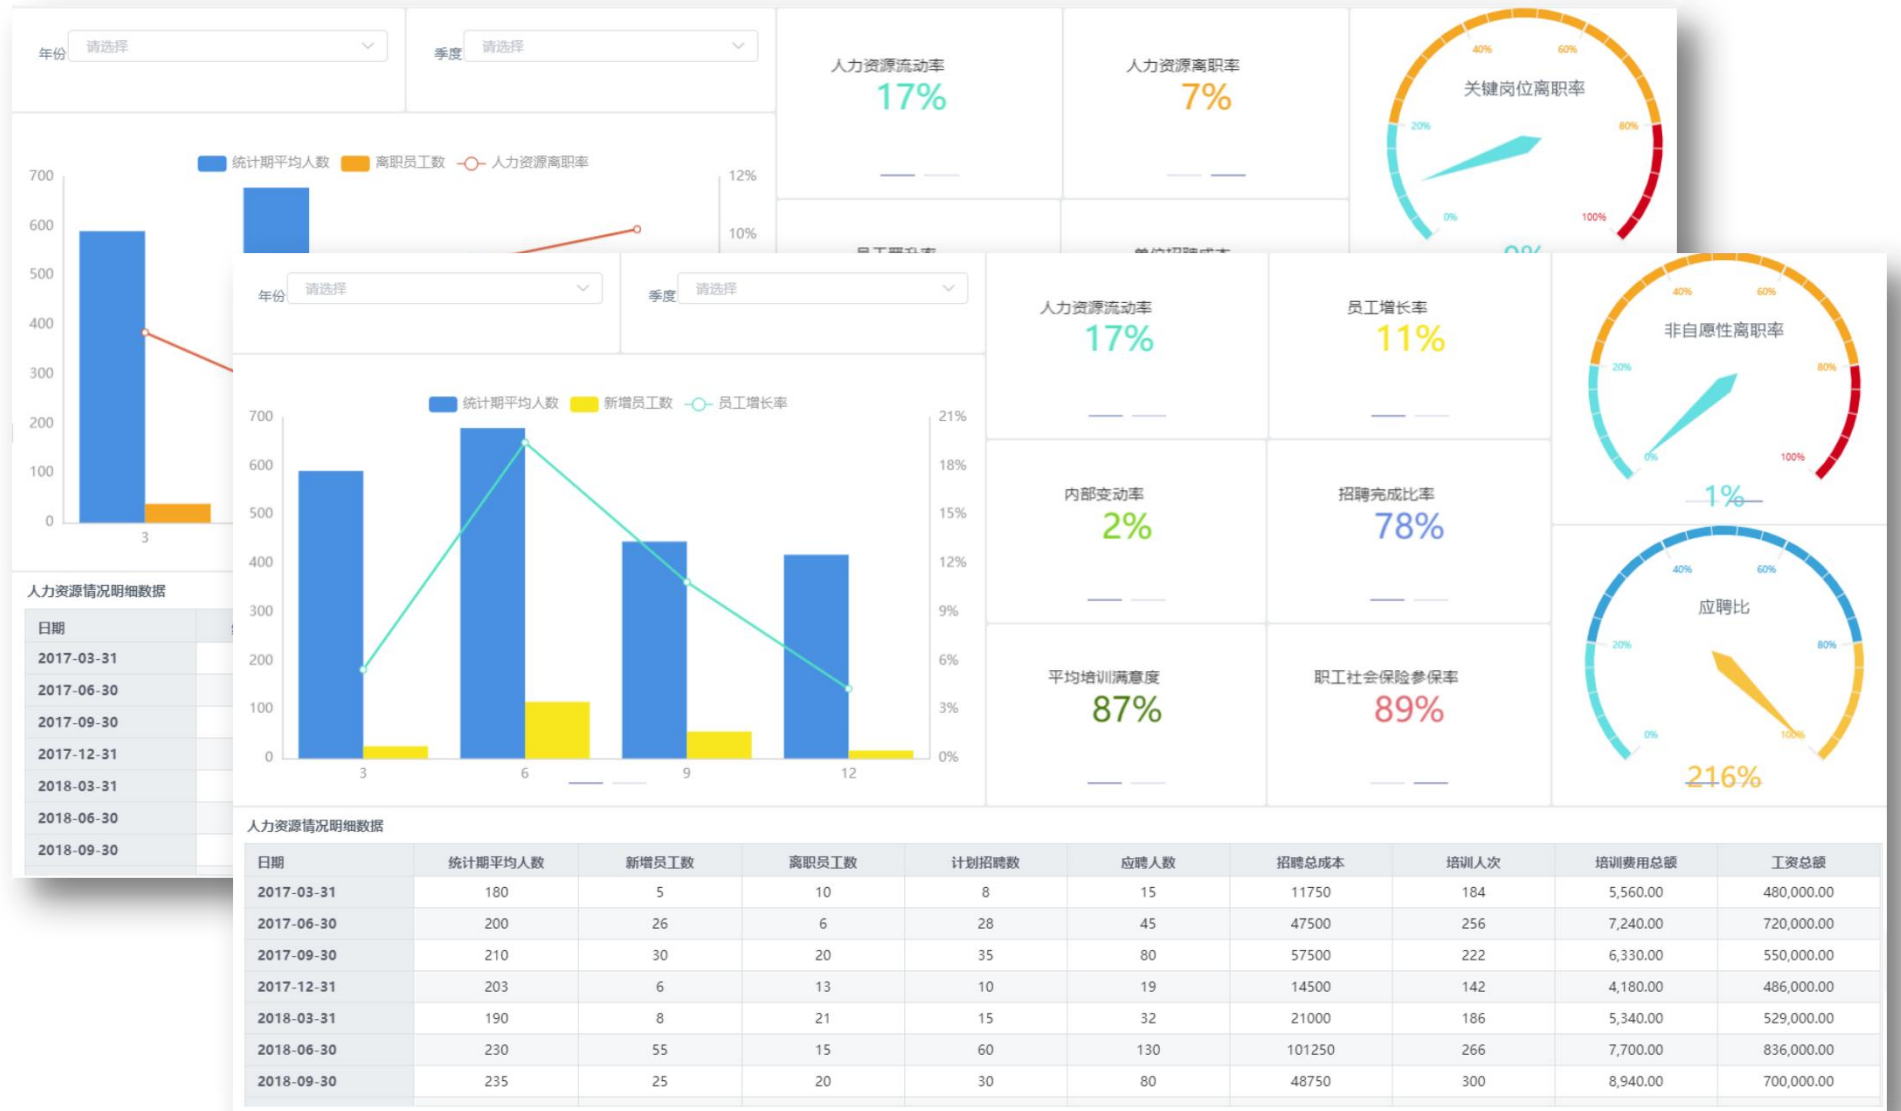 年份 请选择
季度 请选择
人力资源流动率
17%
人力资源离职率
7%
40% 60%
关键岗位离职率
20% 80%
0% 100%
统计期平均人数 离职员工数 人力资源离职率
700 12%
600 10%
500
400
300
200
100
0
3
人力资源情况明细数据
日期
2017-03-31
2017-06-30
2017-09-30
2017-12-31
2018-03-31
2018-06-30
2018-09-30
年份 请选择
季度 请选择
人力资源流动率
17%
员工增长率
11%
40% 60%
非自愿性离职率
20% 80%
0% 100%
1%
统计期平均人数 新增员工数 员工增长率
700 21%
600 18%
500 15%
400 12%
300 9%
200 6%
100 3%
0 0%
3 6 9 12
内部变动率
2%
招聘完成比率
78%
平均培训满意度
87%
职工社会保险参保率
89%
40% 60%
应聘比
20% 80%
0% 100%
216%
人力资源情况明细数据
日期 统计期平均人数 新增员工数 离职员工数 计划招聘数 应聘人数 招聘总成本 培训人次 培训费用总额 工资总额
2017-03-31 180 5 10 8 15 11750 184 5,560.00 480,000.00
2017-06-30 200 26 6 28 45 47500 256 7,240.00 720,000.00
2017-09-30 210 30 20 35 80 57500 222 6,330.00 550,000.00
2017-12-31 203 6 13 10 19 14500 142 4,180.00 486,000.00
2018-03-31 190 8 21 15 32 21000 186 5,340.00 529,000.00
2018-06-30 230 55 15 60 130 101250 266 7,700.00 836,000.00
2018-09-30 235 25 20 30 80 48750 300 8,940.00 700,000.00